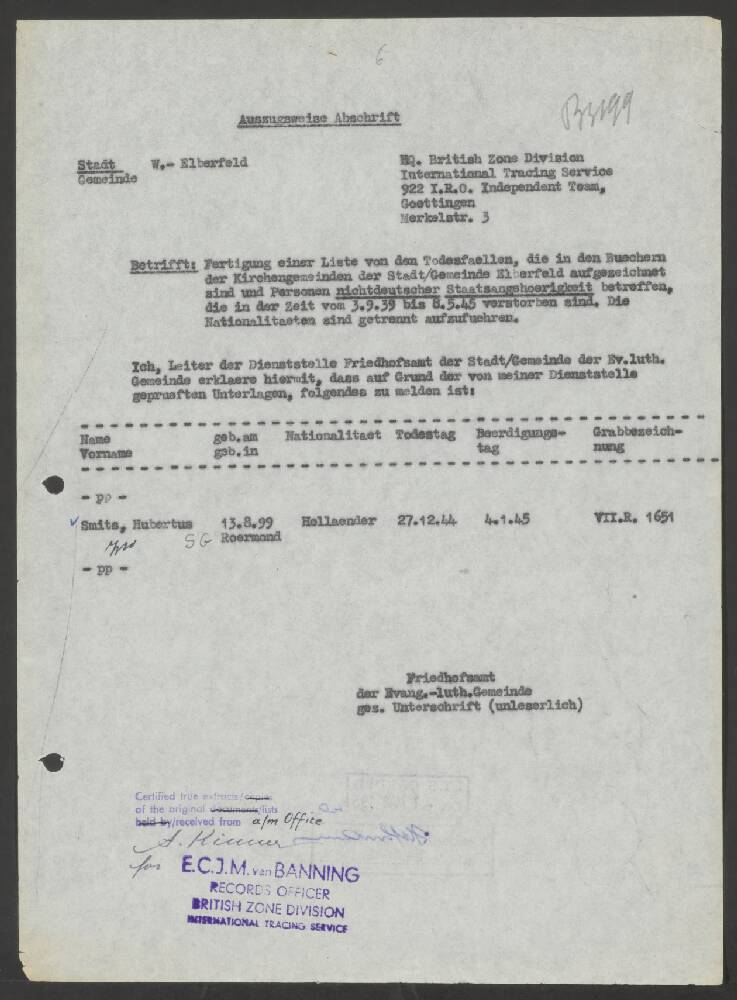 6
Auszugsweise Abschrift
Stadt W.- Elberfeld
Gemeinde
HQ. British Zone Division
International Tracing Service
922 I.R.O. Independent Team,
Goettingen
Merkelstr. 3
Betrifft: Fertigung einer Liste von den Todesfaellen, die in den Buechern
der Kirchengemeinden der Stadt/Gemeinde Elberfeld aufgezeichnet
sind und Personen nichtdeutscher Staatsangehoerigkeit betreffen,
die in der Zeit vom 3.9.39 bis 8.5.45 verstorben sind. Die
Nationalitaeten sind getrennt aufzufuehren.
Ich, Leiter der Dienststelle Friedhofsamt der Stadt/Gemeinde der Ev.luth.
Gemeinde erklaere hiermit, dass auf Grund der von meiner Dienststelle
geprueften Unterlagen, folgendes zu melden ist:
Name geb.am Nationalitaet Todestag Beerdigungs- Grabbezeich-
Vorname geb.in tag nung
- pp -
Smits, Hubertus 13.8.99 Hollaender 27.12.44 4.1.45 VII.R. 1651
SG Roermond
- pp -
Friedhofsamt
der Evang.-luth.Gemeinde
gez. Unterschrift (unleserlich)
Certified true extracts/copies
of the original documents/lists
held by/received from a/m Office
for E.C.J.M. van BANNING
RECORDS OFFICER
BRITISH ZONE DIVISION
INTERNATIONAL TRACING SERVICE